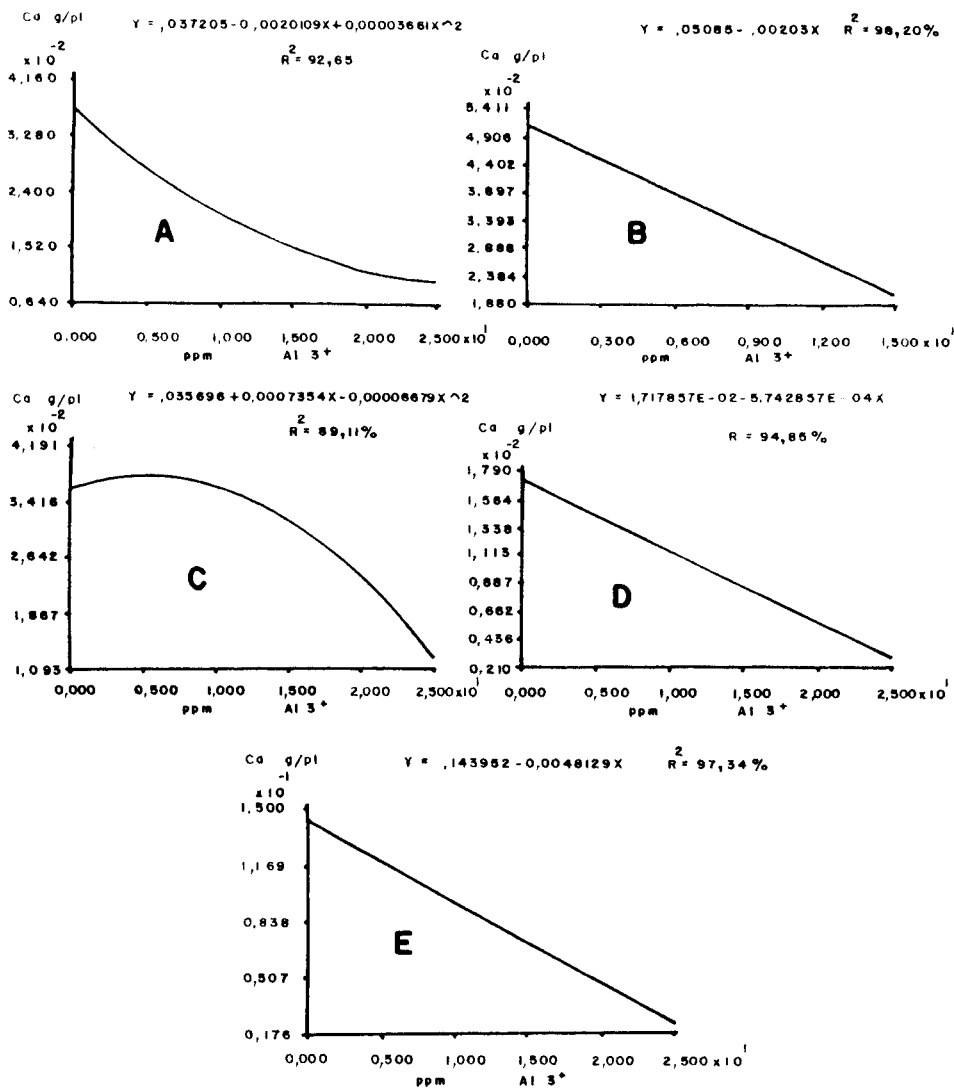 Ca g/pl Y = ,037205-0,0020109X+0,00003661X^2
R2 = 92,65
x10-2
4,160
3,280
2,400
1,520
0,640
A
0,000 0,500 1,000 1,500 2,000 2,500x101
ppm Al 3+
Y = ,05085-,00203X R2 = 98,20%
Ca g/pl
x10-2
5,411
4,906
4,402
3,897
3,393
2,888
2,384
1,880
B
0,000 0,300 0,600 0,900 1,200 1,500 x101
ppm Al 3+
Ca g/pl Y = ,035696+0,0007354X-0,00006679X^2
R2 = 89,11%
x10-2
4,191
3,416
2,642
1,867
1,093
C
0,000 0,500 1,000 1,500 2,000 2,500x101
ppm Al 3+
Y = 1,717857E-02-5.742857E-04X
Ca g/pl
R = 94,85%
x10-2
1,790
1,564
1,338
1,113
0,887
0,662
0,436
0,210
D
0,000 0,500 1,000 1,500 2,000 2,500x101
ppm Al 3+
Ca g/pl Y = ,143952-0,0048129X R2 = 97,34%
x10-1
1,500
1,169
0,838
0,507
0,176
E
0,000 0,500 1,000 1,500 2,000 2,500x101
ppm Al 3+